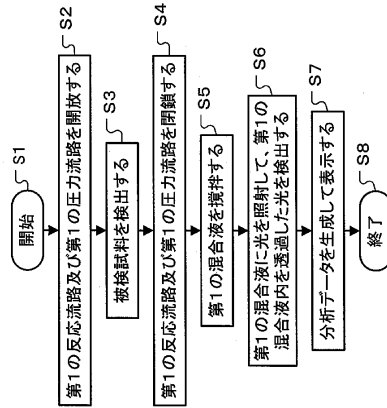 開始
S1
第1の反応流路及び第1の圧力流路を開放する
S2
被検試料を検出する
S3
第1の反応流路及び第1の圧力流路を閉鎖する
S4
第1の混合液を撹拌する
S5
第1の混合液に光を照射して、第1の
混合液内を透過した光を検出する
S6
分析データを生成して表示する
S7
終了
S8